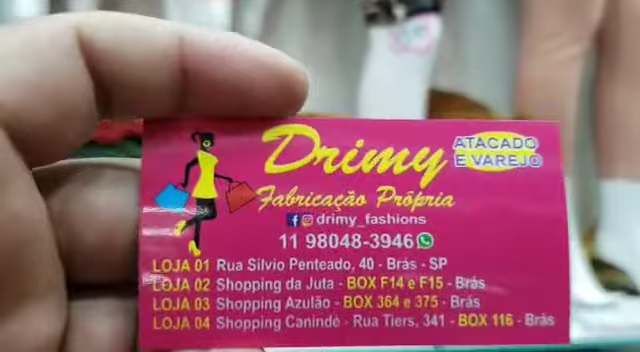 Drimy
ATACADO
E VAREJO
Fabricação Própria
drimy_fashions
11 98048-3946
LOJA 01 Rua Silvio Penteado, 40 - Brás - SP
LOJA 02 Shopping da Juta - BOX F14 e F15 - Brás
LOJA 03 Shopping Azulão - BOX 364 e 375 - Brás
LOJA 04 Shopping Canindé - Rua Tiers, 341 - BOX 116 - Brás